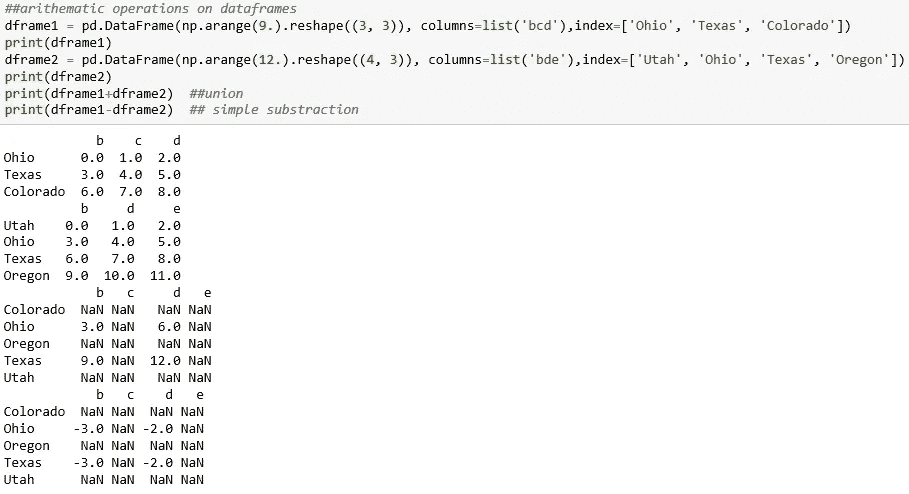 ##arithematic operations on dataframes
dframe1 = pd.DataFrame(np.arange(9.).reshape((3, 3)), columns=list('bcd'),index=['Ohio', 'Texas', 'Colorado'])
print(dframe1)
dframe2 = pd.DataFrame(np.arange(12.).reshape((4, 3)), columns=list('bde'),index=['Utah', 'Ohio', 'Texas', 'Oregon'])
print(dframe2)
print(dframe1+dframe2)  ##union
print(dframe1-dframe2)  ## simple substraction
            b    c    d
Ohio      0.0  1.0  2.0
Texas     3.0  4.0  5.0
Colorado  6.0  7.0  8.0
          b     d     e
Utah    0.0   1.0   2.0
Ohio    3.0   4.0   5.0
Texas   6.0   7.0   8.0
Oregon  9.0  10.0  11.0
            b   c     d   e
Colorado  NaN NaN   NaN NaN
Ohio      3.0 NaN   6.0 NaN
Oregon    NaN NaN   NaN NaN
Texas     9.0 NaN  12.0 NaN
Utah      NaN NaN   NaN NaN
            b   c    d   e
Colorado  NaN NaN  NaN NaN
Ohio     -3.0 NaN -2.0 NaN
Oregon    NaN NaN  NaN NaN
Texas    -3.0 NaN -2.0 NaN
Utah      NaN NaN  NaN NaN